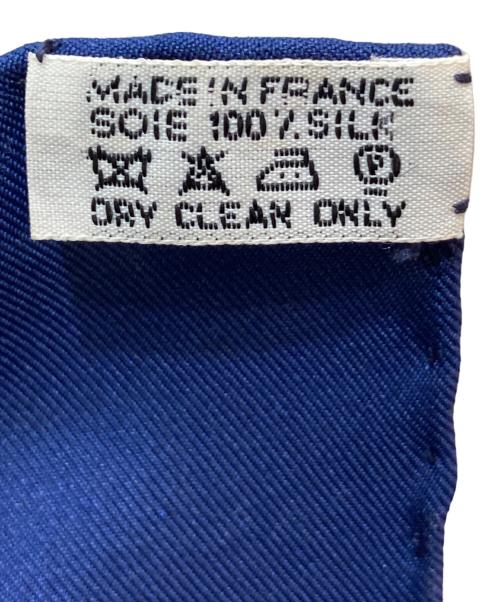 MADE IN FRANCE
SOIE 100% SILK
P
DRY CLEAN ONLY